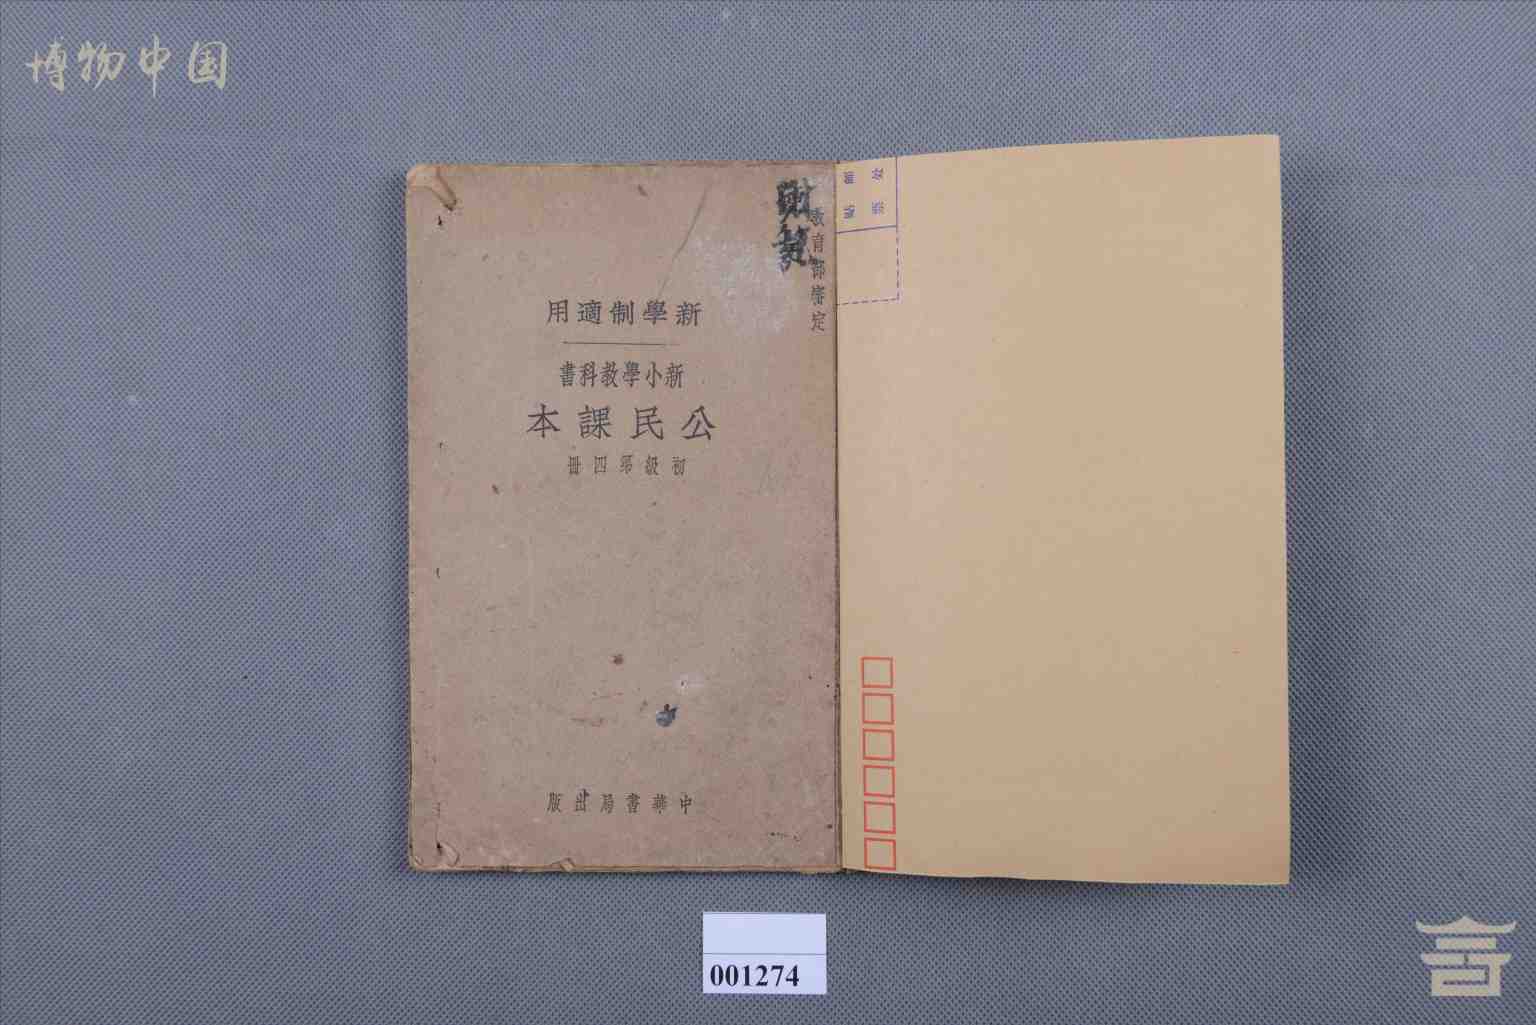 博物中国
教育部審定
新學制適用
新小學教科書
公民課本
初級第四冊
中華書局出版
001274